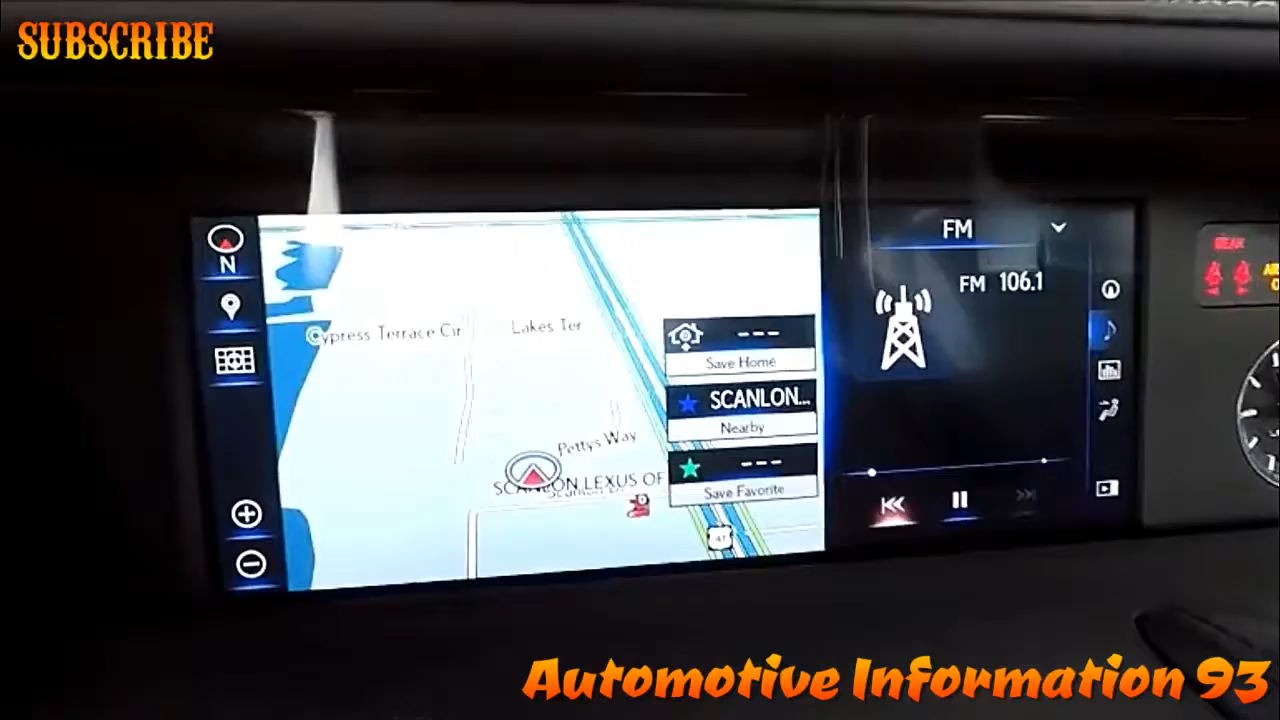 SUBSCRIBE
N
Cypress Terrace Cir
Lakes Ter
Pettys Way
SCANLON LEXUS OF
41
---
Save Home
SCANLON...
Nearby
---
Save Favorite
FM
FM 106.1
REAR
Automotive Information 93